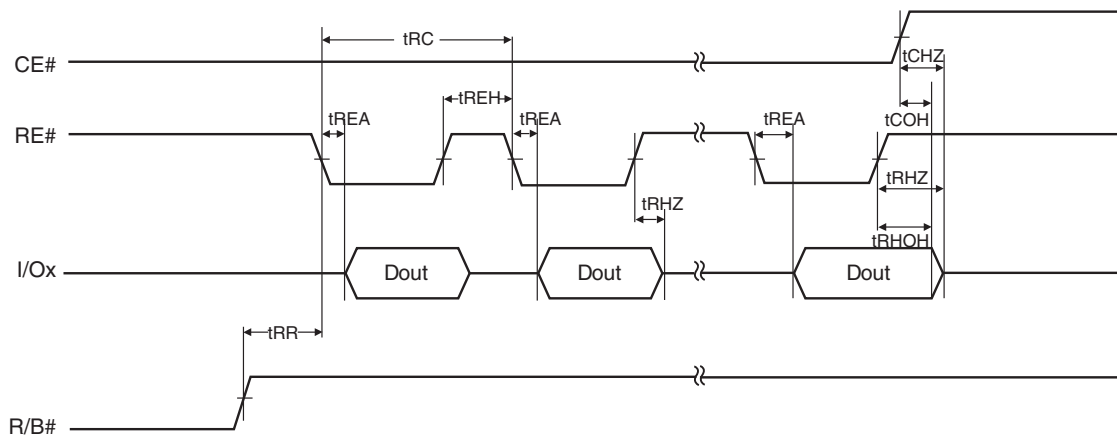 tRC
CE#
tCHZ
tREH
tCOH
tREA
tREA
tREA
RE#
tRHZ
tRHZ
tRHOH
I/Ox
Dout
Dout
Dout
tRR
R/B#